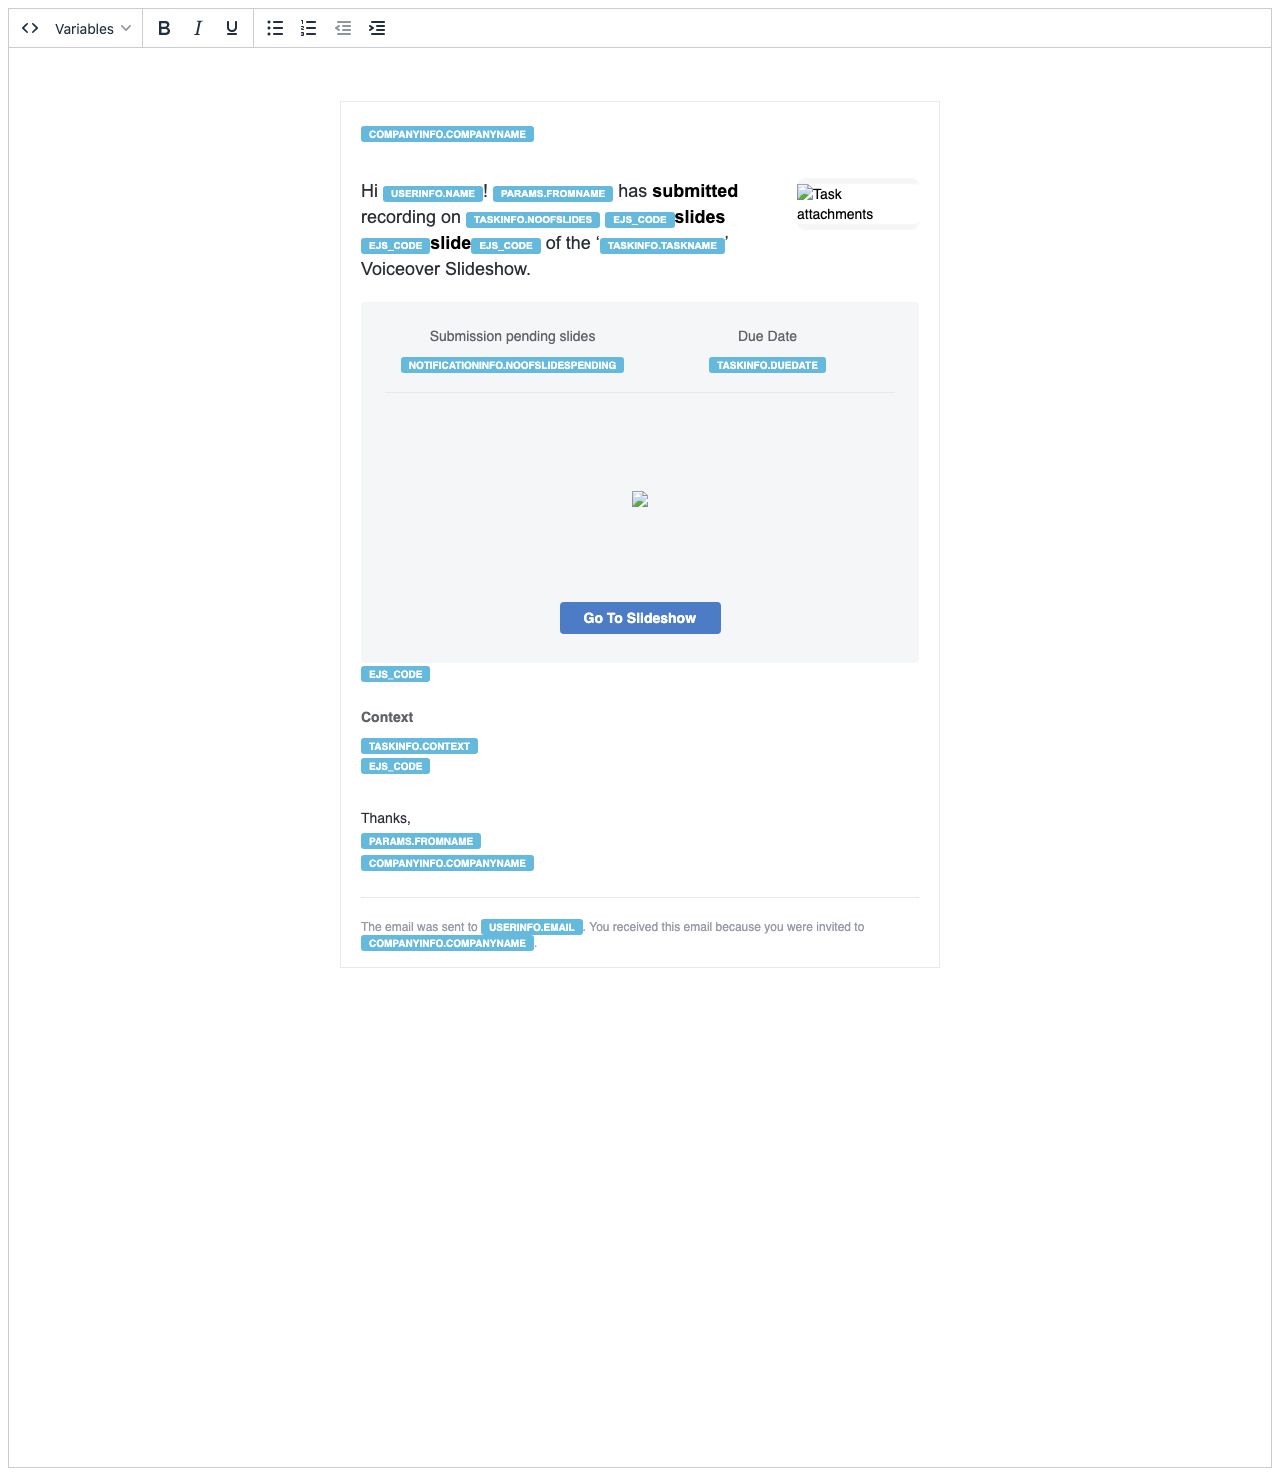 Variables B I U
COMPANYINFO.COMPANYNAME
Hi USERINFO.NAME! PARAMS.FROMNAME has submitted
recording on TASKINFO.NOOFSLIDES EJS_CODE slides
EJS_CODE slide EJS_CODE of the ‘TASKINFO.TASKNAME’
Voiceover Slideshow.
Task
attachments
Submission pending slides
NOTIFICATIONINFO.NOOFSLIDESPENDING
Due Date
TASKINFO.DUEDATE
Go To Slideshow
EJS_CODE
Context
TASKINFO.CONTEXT
EJS_CODE
Thanks,
PARAMS.FROMNAME
COMPANYINFO.COMPANYNAME
The email was sent to USERINFO.EMAIL. You received this email because you were invited to
COMPANYINFO.COMPANYNAME.